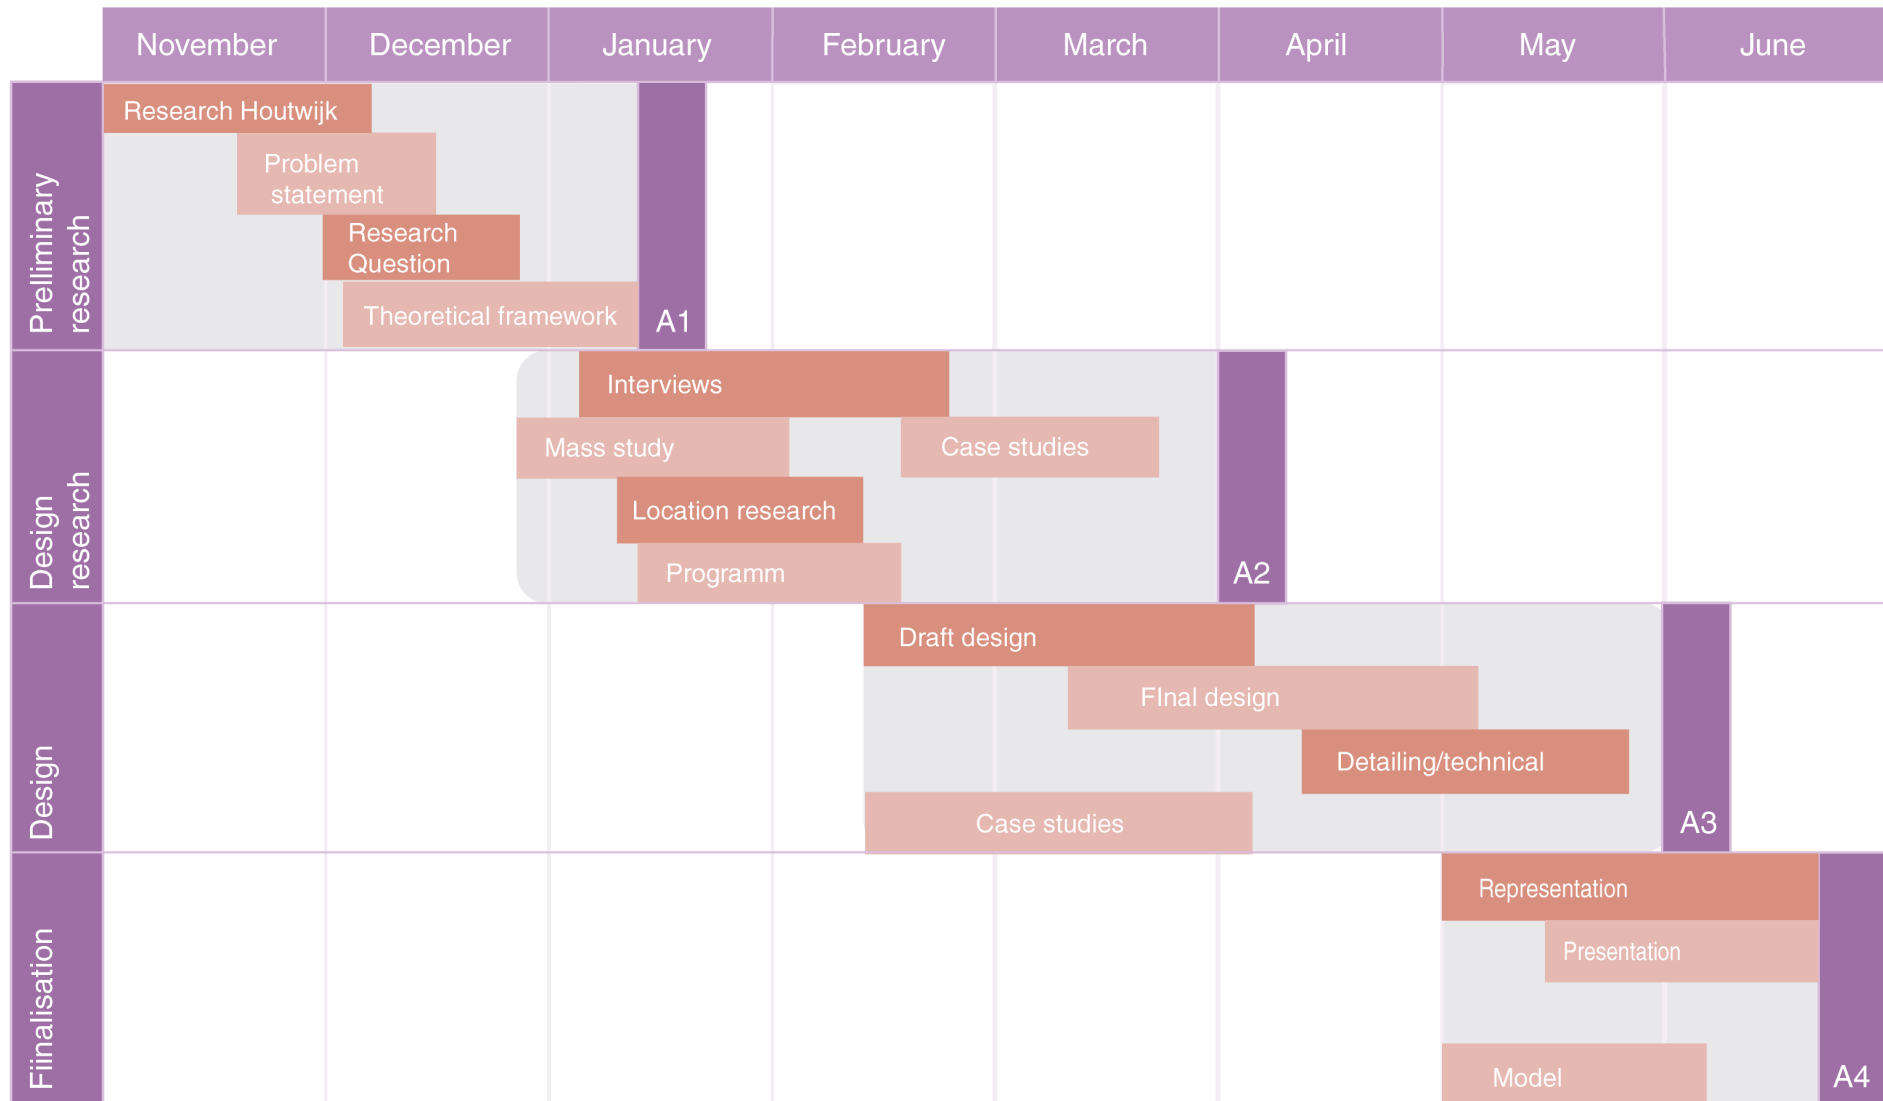 November December January February March April May June
Prelliminary
research
Research Houtwijk
Problem
statement
Research
Question
Theoretical framework
A1
Design
research
Interviews
Mass study
Case studies
Location research
Programm
A2
Design
Draft design
FInal design
Detailing/technical
Case studies
A3
Fiinalisation
Representation
Presentation
Model
A4